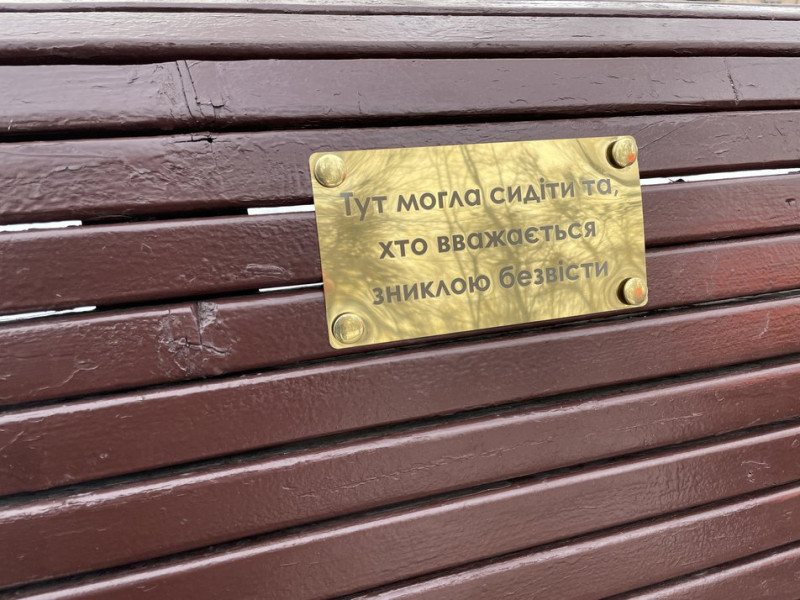 Тут могла сидіти та,
хто вважається
зниклою безвісти